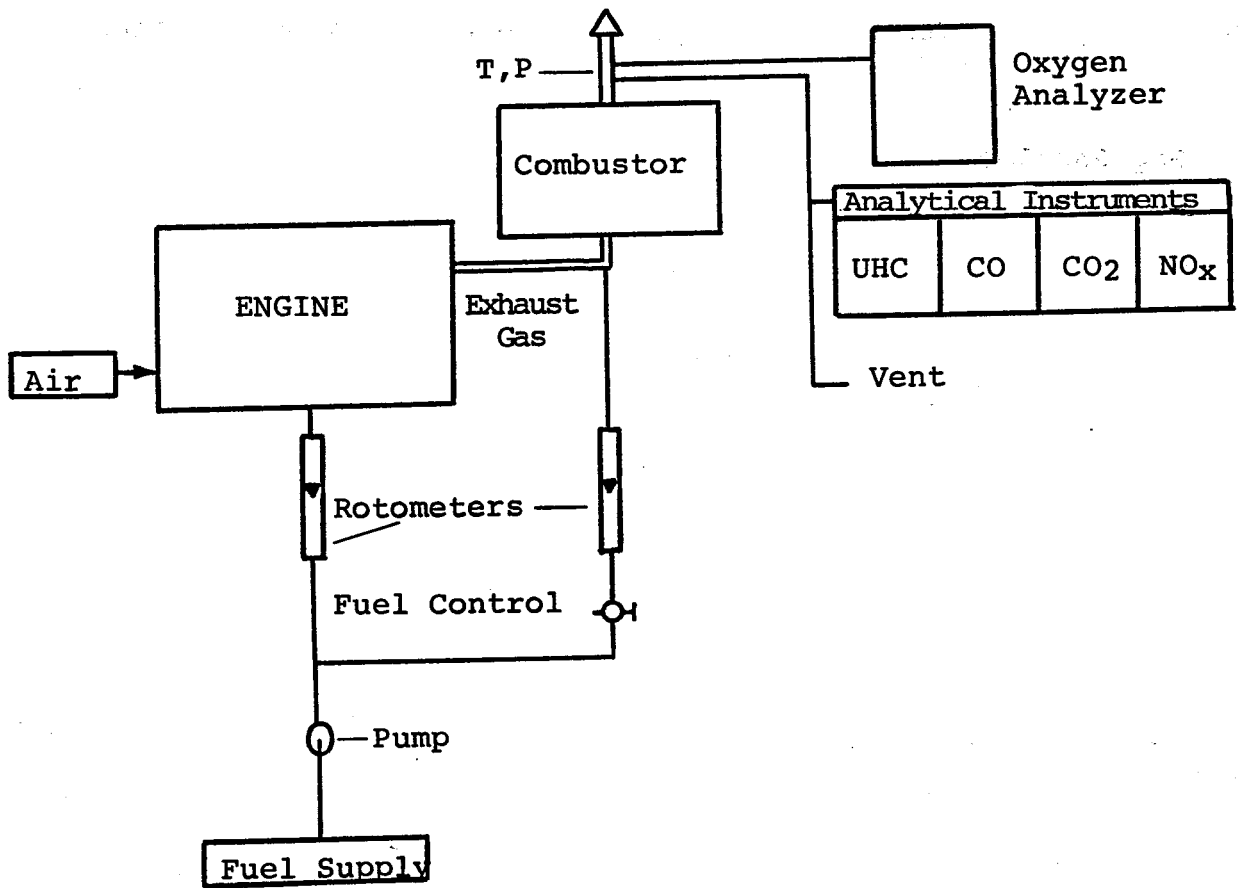 T,P
Oxygen
Analyzer
Combustor
Analytical Instruments
UHC
CO
CO2
NOx
ENGINE
Exhaust
Gas
Air
Vent
Rotometers
Fuel Control
Pump
Fuel Supply